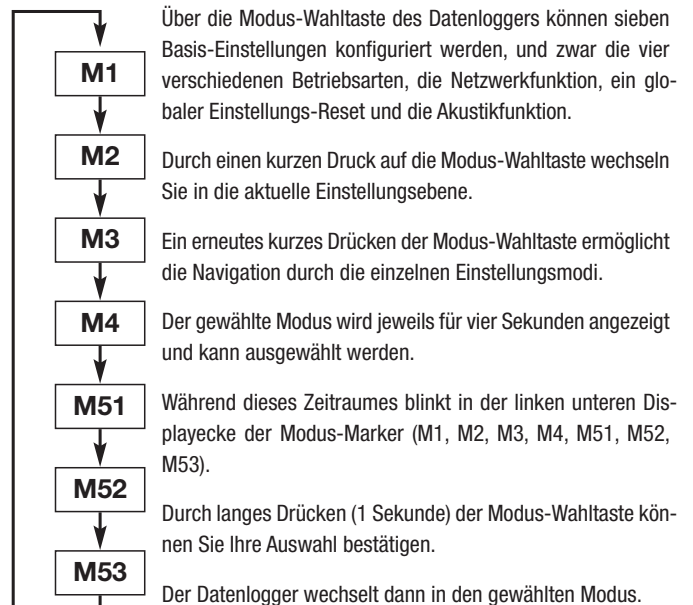 Über die Modus-Wahltaste des Datenloggers können sieben
Basis-Einstellungen konfiguriert werden, und zwar die vier
verschiedenen Betriebsarten, die Netzwerkfunktion, ein glo-
baler Einstellungs-Reset und die Akustikfunktion.
Durch einen kurzen Druck auf die Modus-Wahltaste wechseln
Sie in die aktuelle Einstellungsebene.
Ein erneutes kurzes Drücken der Modus-Wahltaste ermöglicht
die Navigation durch die einzelnen Einstellungsmodi.
Der gewählte Modus wird jeweils für vier Sekunden angezeigt
und kann ausgewählt werden.
Während dieses Zeitraumes blinkt in der linken unteren Dis-
playecke der Modus-Marker (M1, M2, M3, M4, M51, M52,
M53).
Durch langes Drücken (1 Sekunde) der Modus-Wahltaste kön-
nen Sie Ihre Auswahl bestätigen.
Der Datenlogger wechselt dann in den gewählten Modus.
M1
M2
M3
M4
M51
M52
M53